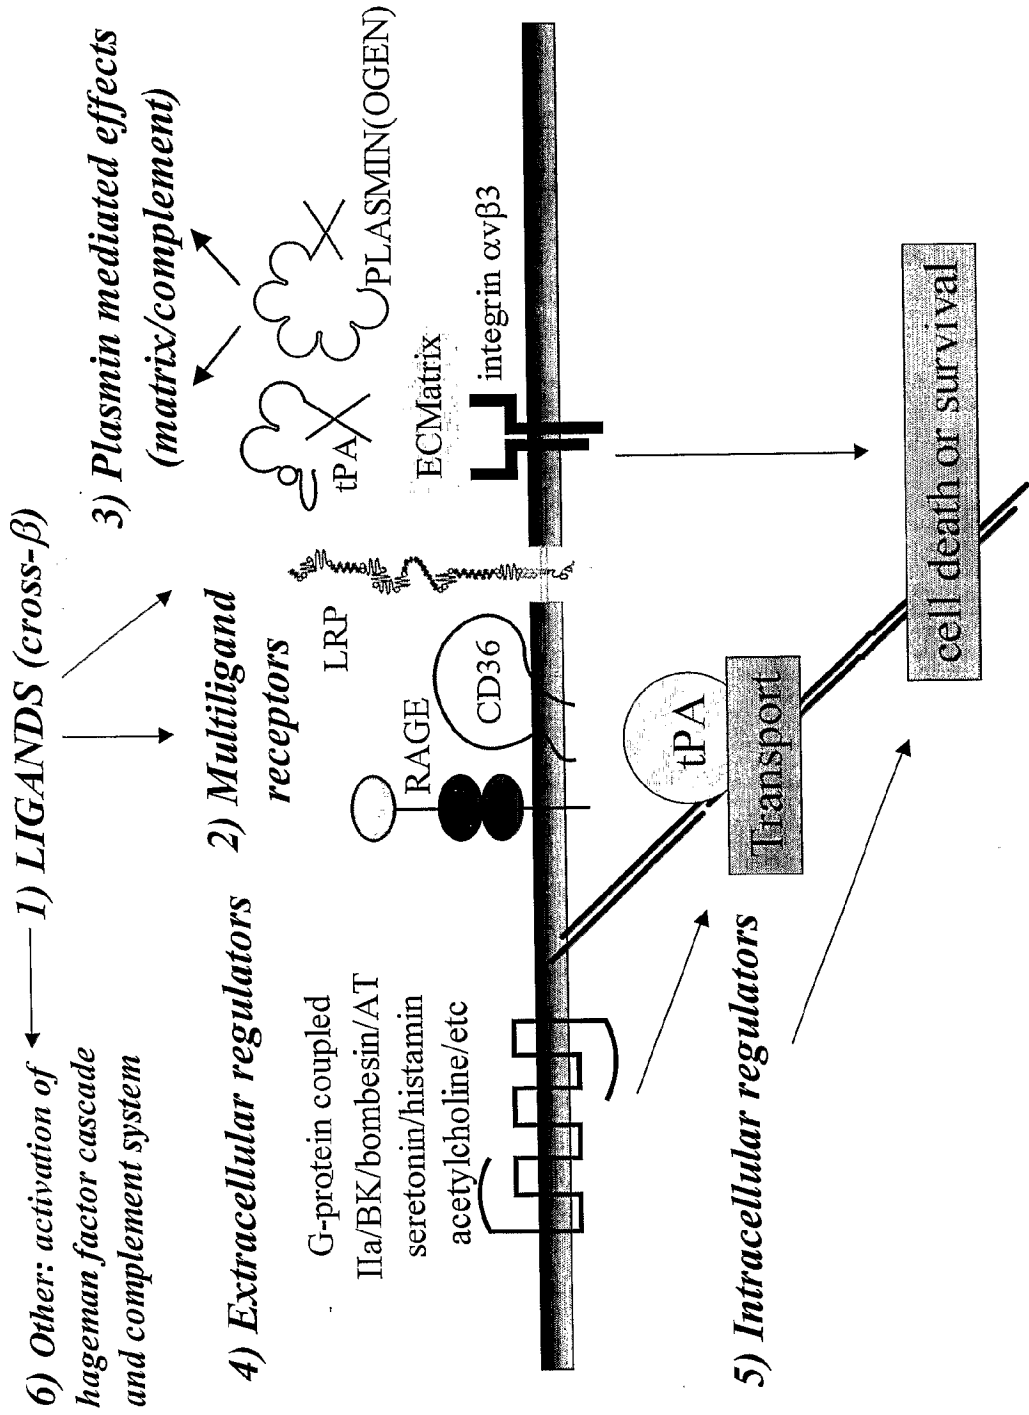 6) Other: activation of
hageman factor cascade
and complement system
1) LIGANDS (cross-β)
3) Plasmin mediated effects
(matrix/complement)
4) Extracellular regulators
2) Multiligand
receptors
G-protein coupled
IIa/BK/bombesin/AT
seretonin/histamin
acetylcholine/etc
RAGE
CD36
LRP
tPA
PLASMIN(OGEN)
ECMatrix
integrin αvβ3
5) Intracellular regulators
tPA
Transport
cell death or survival